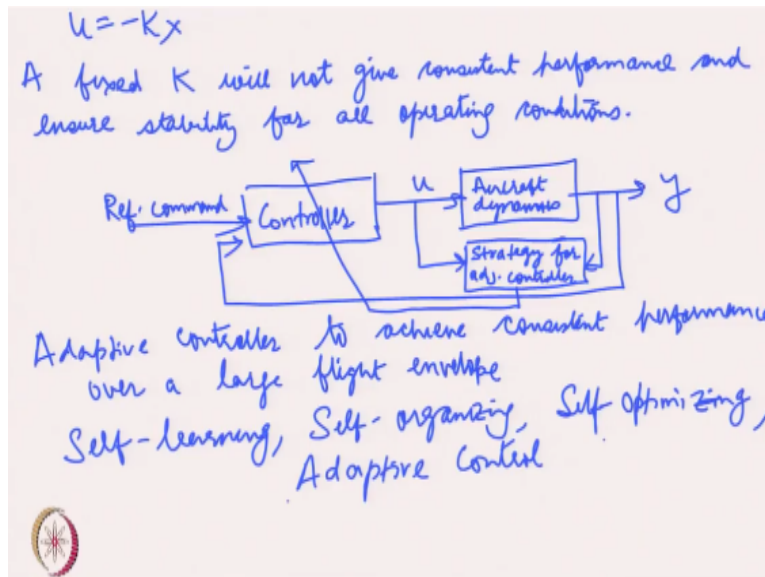 u = -Kx
A fixed K will not give consistent performance and
ensure stability for all operating conditions.
Ref. command
Controller
u
Aircraft
dynamics
y
Strategy for
adj. controller
Adaptive controller to achieve consistent performance
over a large flight envelope
Self-learning, Self-organizing, Self optimizing,
Adaptive Control